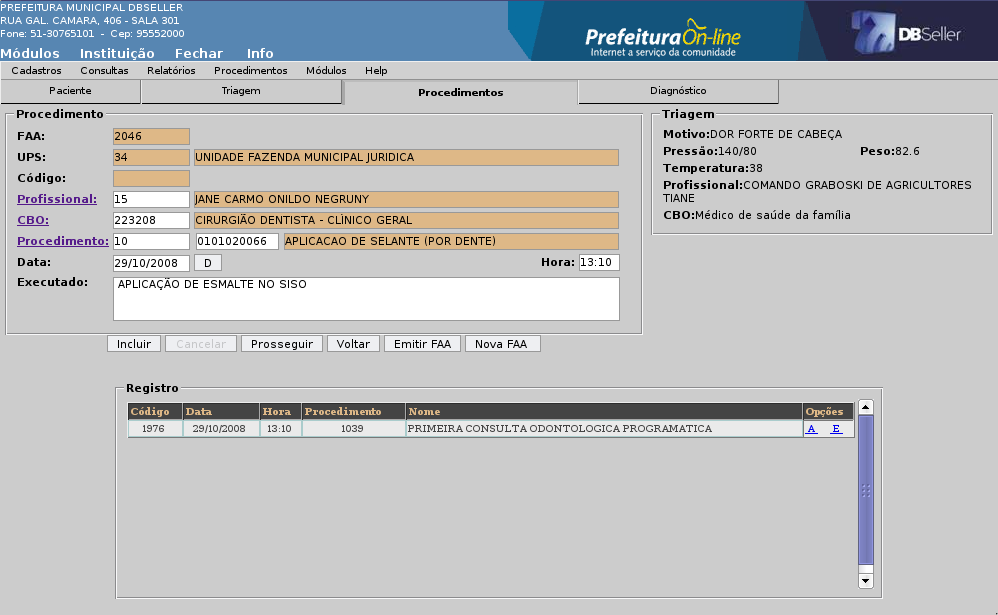 PREFEITURA MUNICIPAL DBSELLER
RUA GAL. CAMARA, 406 - SALA 301
Fone: 51-30765101 - Cep: 95552000
Prefeitura On-line
Internet a serviço da comunidade
DBSeller
Módulos Instituição Fechar Info
Cadastros Consultas Relatórios Procedimentos Módulos Help
Paciente Triagem Procedimentos Diagnóstico
Procedimento
FAA: 2046
UPS: 34 UNIDADE FAZENDA MUNICIPAL JURIDICA
Código:
Profissional: 15 JANE CARMO ONILDO NEGRUNY
CBO: 223208 CIRURGIÃO DENTISTA - CLÍNICO GERAL
Procedimento: 10 0101020066 APLICACAO DE SELANTE (POR DENTE)
Data: 29/10/2008 D Hora: 13:10
Executado: APLICAÇÃO DE ESMALTE NO SISO
Triagem
Motivo:DOR FORTE DE CABEÇA
Pressão:140/80 Peso:82.6
Temperatura:38
Profissional:COMANDO GRABOSKI DE AGRICULTORES
TIANE
CBO:Médico de saúde da família
Incluir Cancelar Prosseguir Voltar Emitir FAA Nova FAA
Registro
Código Data Hora Procedimento Nome Opções
1976 29/10/2008 13:10 1039 PRIMEIRA CONSULTA ODONTOLOGICA PROGRAMATICA A E